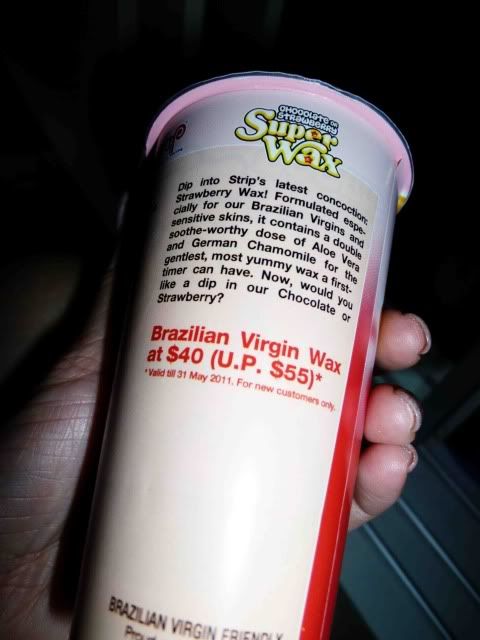 CHOCOLATE OR
STRAWBERRY
Super
Wax
Dip into Strip's latest concoction:
Strawberry Wax! Formulated espe-
cially for our Brazilian Virgins and
sensitive skins, it contains a double
soothe-worthy dose of Aloe Vera
and German Chamomile for the
gentlest, most yummy wax a first-
timer can have. Now, would you
like a dip in our Chocolate or
Strawberry?
Brazilian Virgin Wax
at $40 (U.P. $55)*
*Valid till 31 May 2011. For new customers only.
BRAZILIAN VIRGIN FRIENDLY